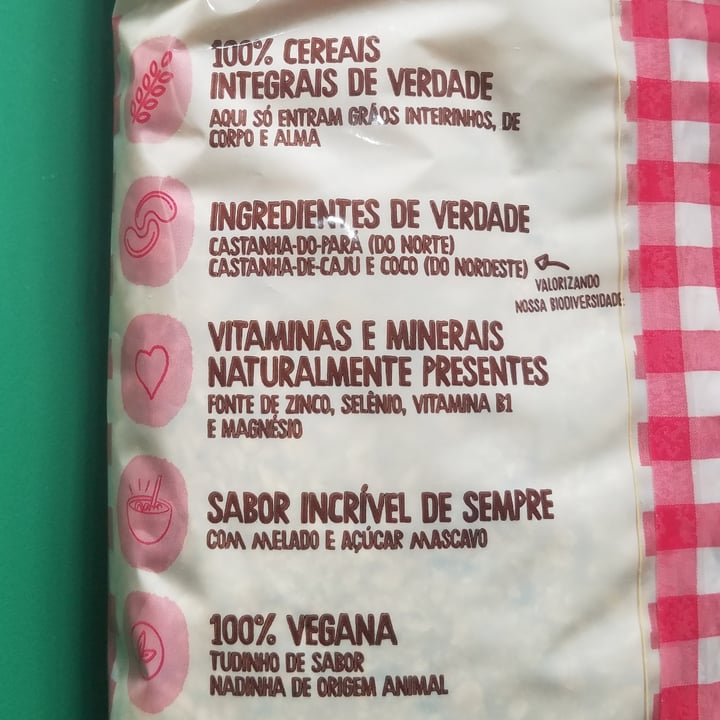 100% CEREAIS
INTEGRAIS DE VERDADE
AQUI SÓ ENTRAM GRÃOS INTEIRINHOS, DE
CORPO E ALMA
INGREDIENTES DE VERDADE
CASTANHA-DO-PARÁ (DO NORTE)
CASTANHA-DE-CAJU E COCO (DO NORDESTE)
VALORIZANDO
NOSSA BIODIVERSIDADE
VITAMINAS E MINERAIS
NATURALMENTE PRESENTES
FONTE DE ZINCO, SELÊNIO, VITAMINA B1
E MAGNÉSIO
SABOR INCRÍVEL DE SEMPRE
COM MELADO E AÇÚCAR MASCAVO
100% VEGANA
TUDINHO DE SABOR
NADINHA DE ORIGEM ANIMAL